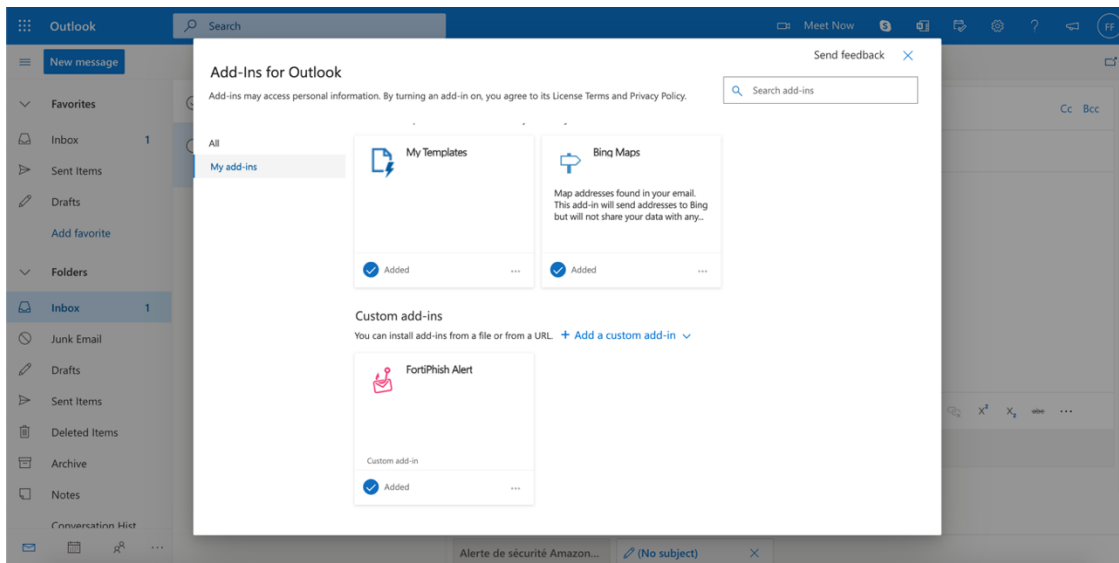 Outlook
Search
Meet Now
FF
New message
Favorites
Inbox 1
Sent Items
Drafts
Add favorite
Folders
Inbox 1
Junk Email
Drafts
Sent Items
Deleted Items
Archive
Notes
Conversation Hist
Cc Bcc
Send feedback
Add-Ins for Outlook
Add-ins may access personal information. By turning an add-in on, you agree to its License Terms and Privacy Policy.
Search add-ins
All
My add-ins
My Templates
Added
Bing Maps
Map addresses found in your email.
This add-in will send addresses to Bing
but will not share your data with any...
Added
Custom add-ins
You can install add-ins from a file or from a URL. + Add a custom add-in
FortiPhish Alert
Custom add-in
Added
X² X₂ abc ...
Alerte de sécurité Amazon...
(No subject)